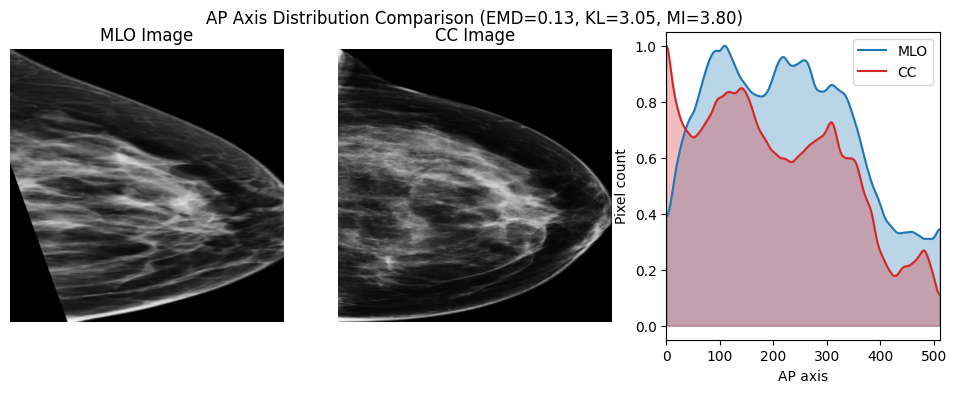 AP Axis Distribution Comparison (EMD=0.13, KL=3.05, MI=3.80)
MLO Image
CC Image
MLO
CC
Pixel count
1.0
0.8
0.6
0.4
0.2
0.0
0 100 200 300 400 500
AP axis